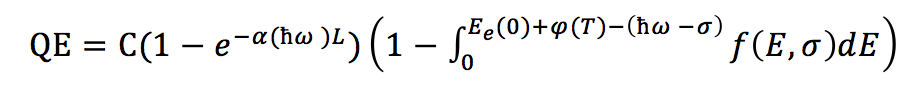 QE = C(1 − e^{−α(ħω )L}) (1 − ∫_0^{E_e(0)+φ(T)−(ħω −σ)} f(E, σ)dE)